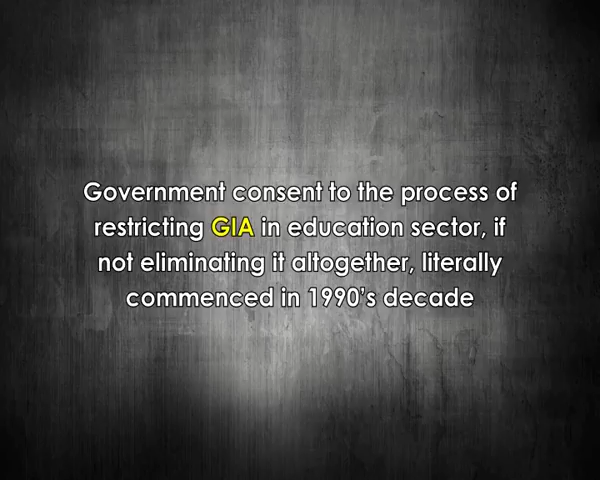 Government consent to the process of
restricting GIA in education sector, if
not eliminating it altogether, literally
commenced in 1990's decade